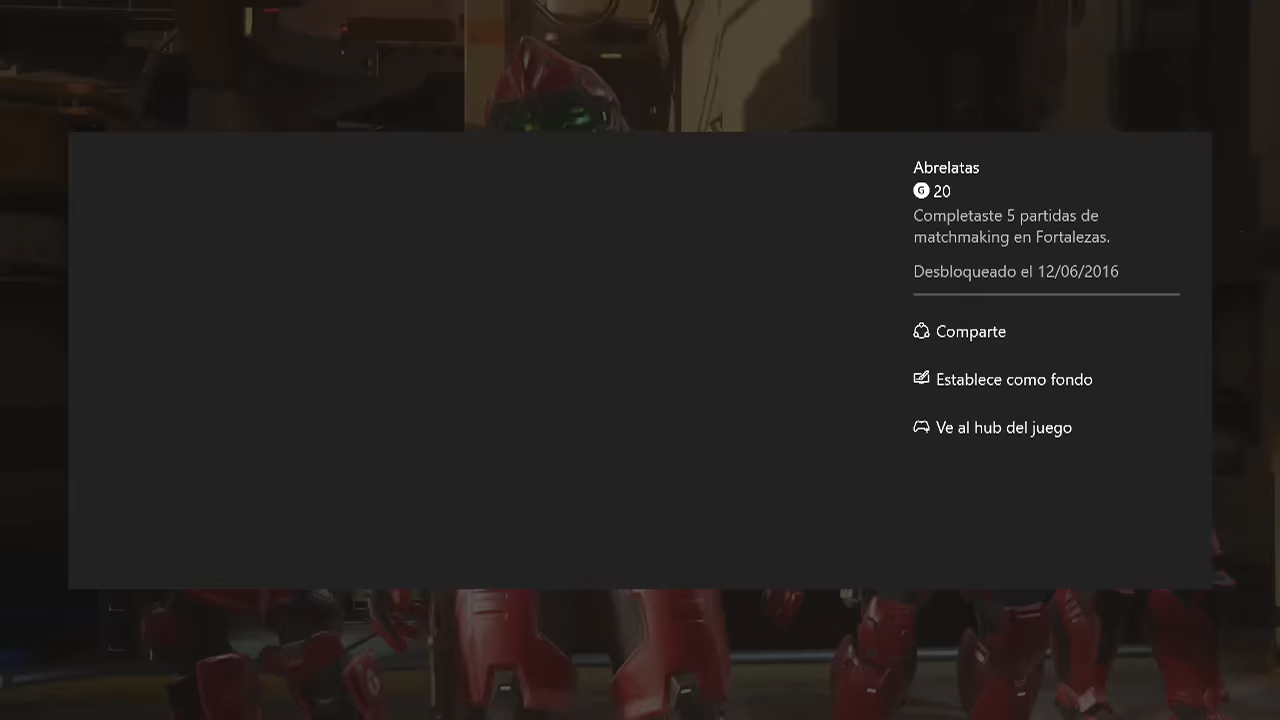 Abrelatas
G 20
Completaste 5 partidas de
matchmaking en Fortalezas.
Desbloqueado el 12/06/2016
Comparte
Establece como fondo
Ve al hub del juego